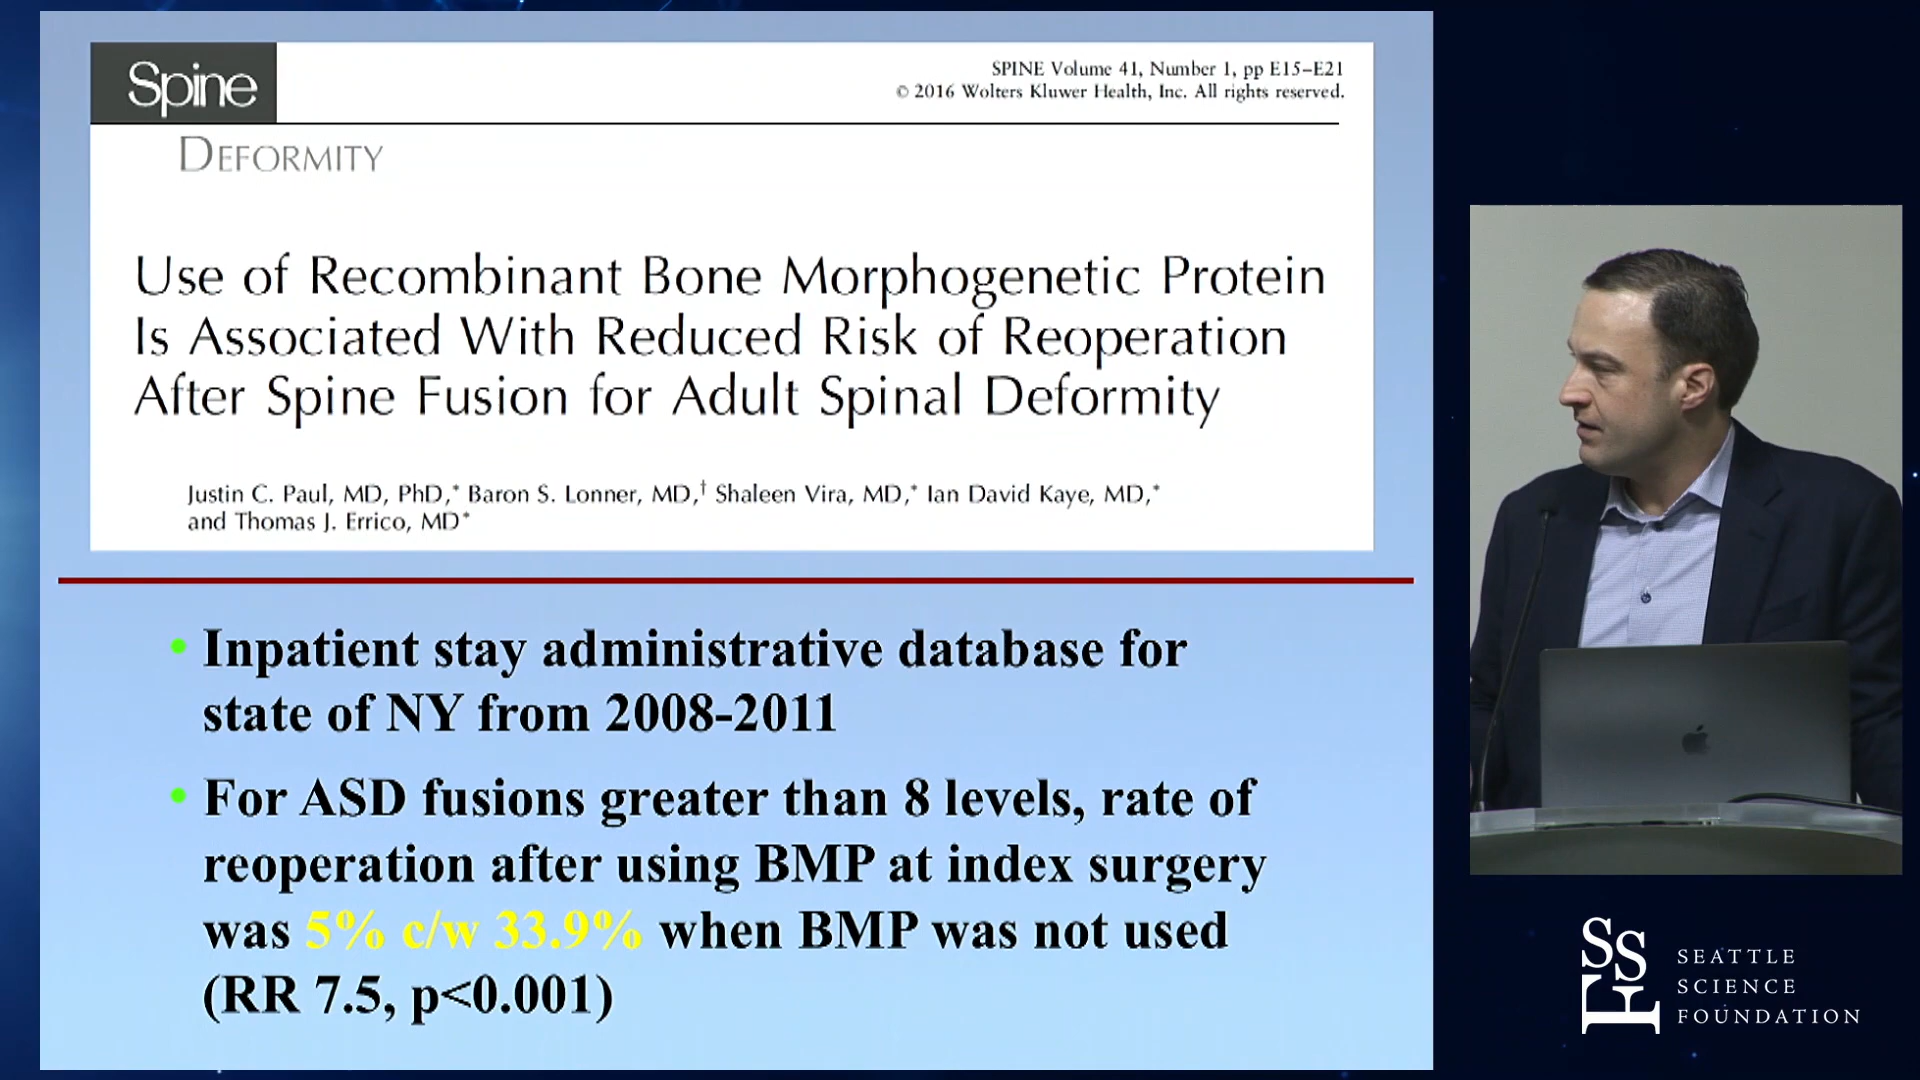 Spine
SPINE Volume 41, Number 1, pp E15–E21
© 2016 Wolters Kluwer Health, Inc. All rights reserved.
DEFORMITY
Use of Recombinant Bone Morphogenetic Protein
Is Associated With Reduced Risk of Reoperation
After Spine Fusion for Adult Spinal Deformity
Justin C. Paul, MD, PhD,* Baron S. Lonner, MD,† Shaleen Vira, MD,* Ian David Kaye, MD,*
and Thomas J. Errico, MD*
• Inpatient stay administrative database for
state of NY from 2008-2011
• For ASD fusions greater than 8 levels, rate of
reoperation after using BMP at index surgery
was 5% c/w 33.9% when BMP was not used
(RR 7.5, p<0.001)
SSF
SEATTLE
SCIENCE
FOUNDATION